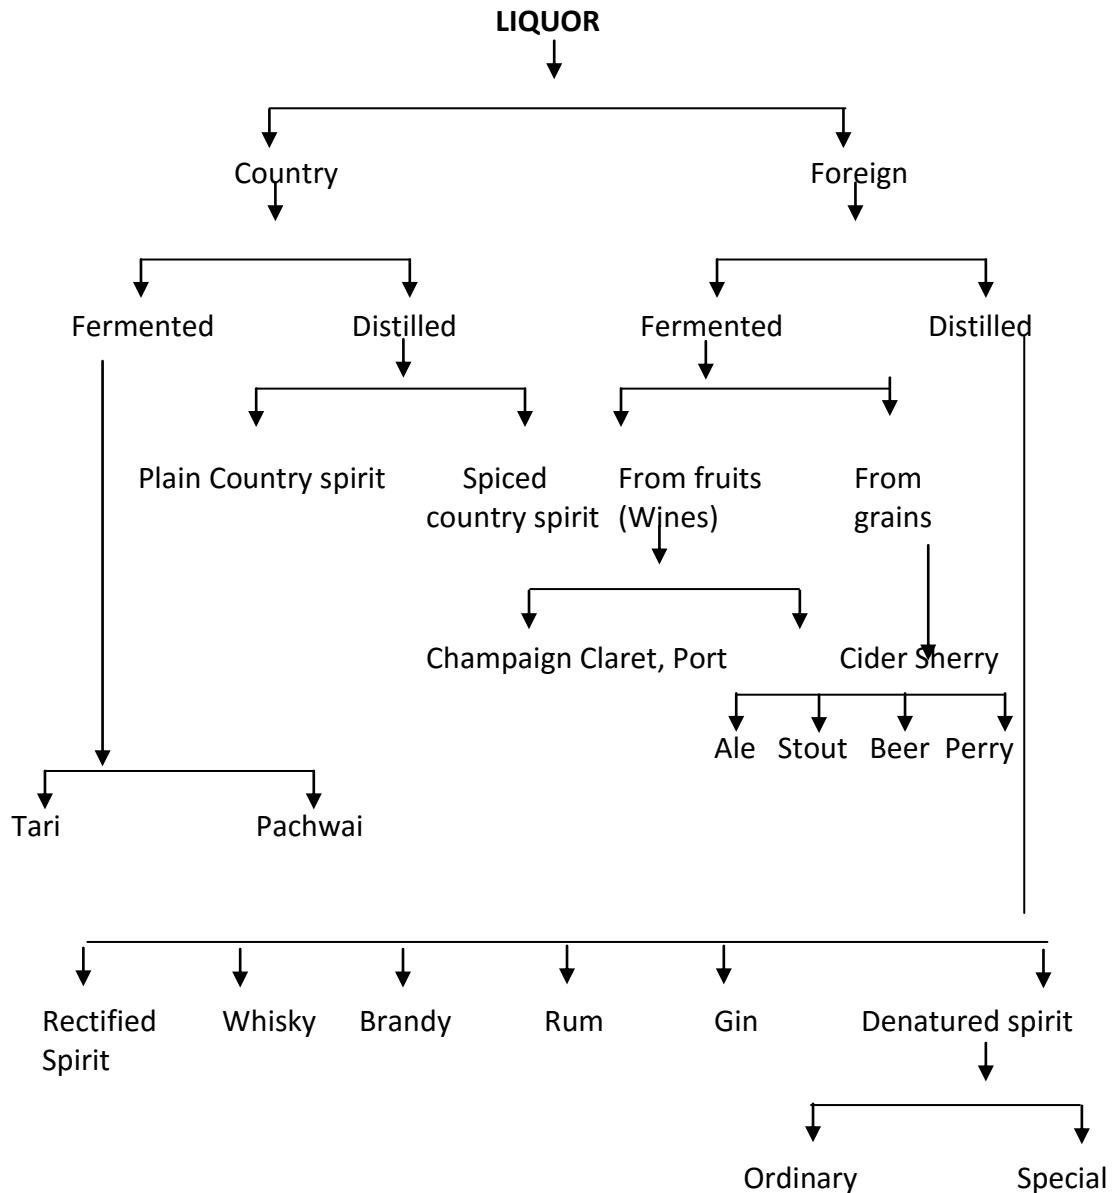 LIQUOR
Country Foreign
Fermented Distilled Fermented Distilled
Plain Country spirit Spiced From fruits From
country spirit (Wines) grains
Champaign Claret, Port Cider Sherry
Ale Stout Beer Perry
Tari Pachwai
Rectified Whisky Brandy Rum Gin Denatured spirit
Spirit
Ordinary Special